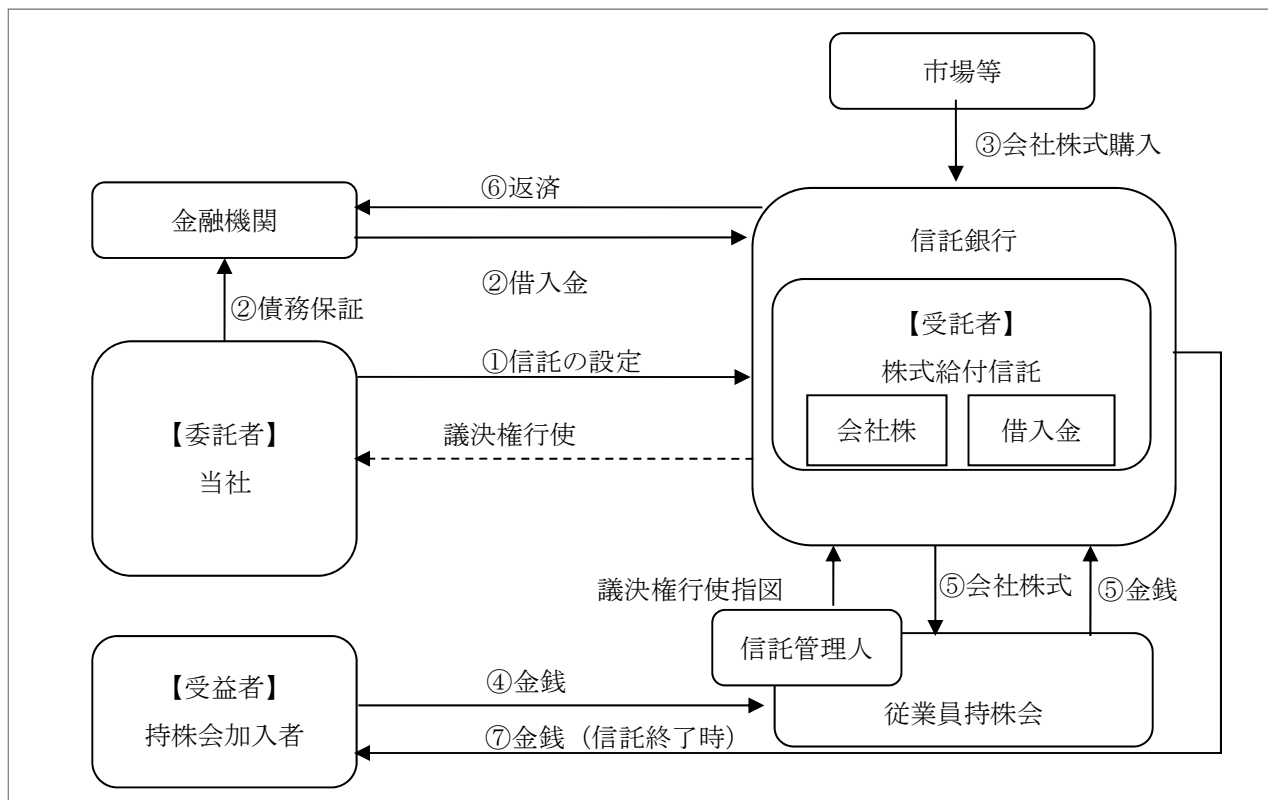 市場等
③会社株式購入
⑥返済
金融機関
信託銀行
②借入金
②債務保証
【受託者】
①信託の設定
株式給付信託
会社株
借入金
【委託者】
議決権行使
当社
議決権行使指図
⑤会社株式
⑤金銭
信託管理人
【受益者】
④金銭
従業員持株会
持株会加入者
⑦金銭（信託終了時）